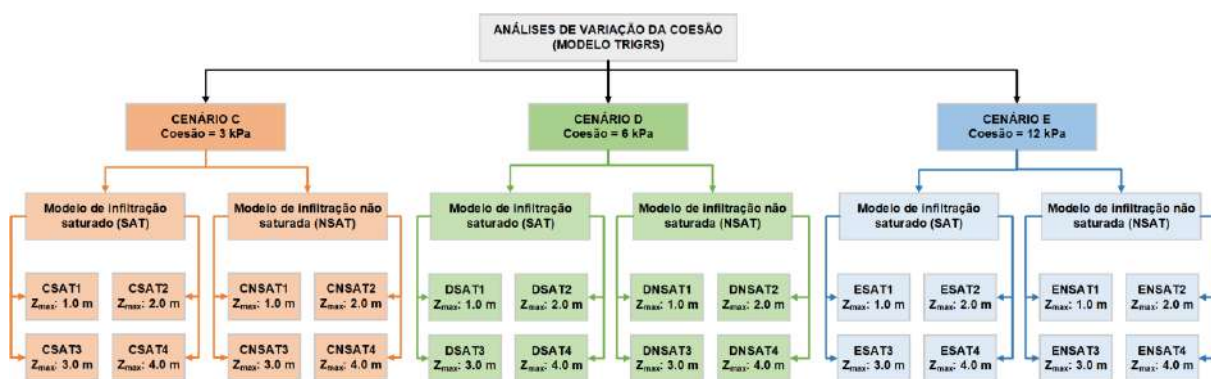 ANÁLISES DE VARIAÇÃO DA COESÃO
(MODELO TRIGRS)
CENÁRIO C
Coesão = 3 kPa
CENÁRIO D
Coesão = 6 kPa
CENÁRIO E
Coesão = 12 kPa
Modelo de infiltração
saturado (SAT)
Modelo de infiltração não
saturada (NSAT)
Modelo de infiltração
saturado (SAT)
Modelo de infiltração não
saturada (NSAT)
Modelo de infiltração
saturado (SAT)
Modelo de infiltração não
saturada (NSAT)
CSAT1
Zmax: 1.0 m
CSAT2
Zmax: 2.0 m
CNSAT1
Zmax: 1.0 m
CNSAT2
Zmax: 2.0 m
DSAT1
Zmax: 1.0 m
DSAT2
Zmax: 2.0 m
DNSAT1
Zmax: 1.0 m
DNSAT2
Zmax: 2.0 m
ESAT1
Zmax: 1.0 m
ESAT2
Zmax: 2.0 m
ENSAT1
Zmax: 1.0 m
ENSAT2
Zmax: 2.0 m
CSAT3
Zmax: 3.0 m
CSAT4
Zmax: 4.0 m
CNSAT3
Zmax: 3.0 m
CNSAT4
Zmax: 4.0 m
DSAT3
Zmax: 3.0 m
DSAT4
Zmax: 4.0 m
DNSAT3
Zmax: 3.0 m
DNSAT4
Zmax: 4.0 m
ESAT3
Zmax: 3.0 m
ESAT4
Zmax: 4.0 m
ENSAT3
Zmax: 3.0 m
ENSAT4
Zmax: 4.0 m